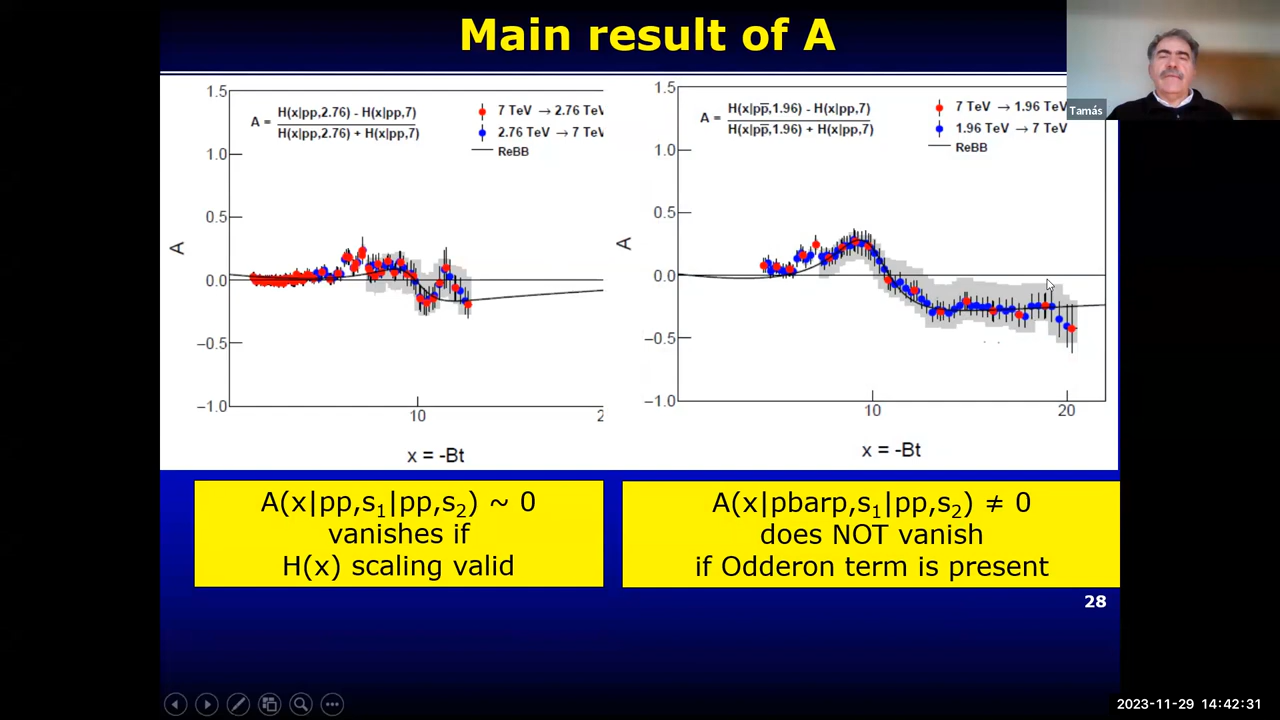 Main result of A
Tamás
1.5
1.0
0.5
0.0
−0.5
−1.0
A
A = H(x|pp,2.76) - H(x|pp,7)
H(x|pp,2.76) + H(x|pp,7)
7 TeV → 2.76 TeV
2.76 TeV → 7 TeV
ReBB
10
2
x = -Bt
1.5
1.0
0.5
0.0
−0.5
−1.0
A
A = H(x|pp̅,1.96) - H(x|pp,7)
H(x|pp̅,1.96) + H(x|pp,7)
7 TeV → 1.96 TeV
1.96 TeV → 7 TeV
ReBB
10
20
x = -Bt
A(x|pp,s₁|pp,s₂) ~ 0
vanishes if
H(x) scaling valid
A(x|pbarp,s₁|pp,s₂) ≠ 0
does NOT vanish
if Odderon term is present
28
2023-11-29 14:42:31